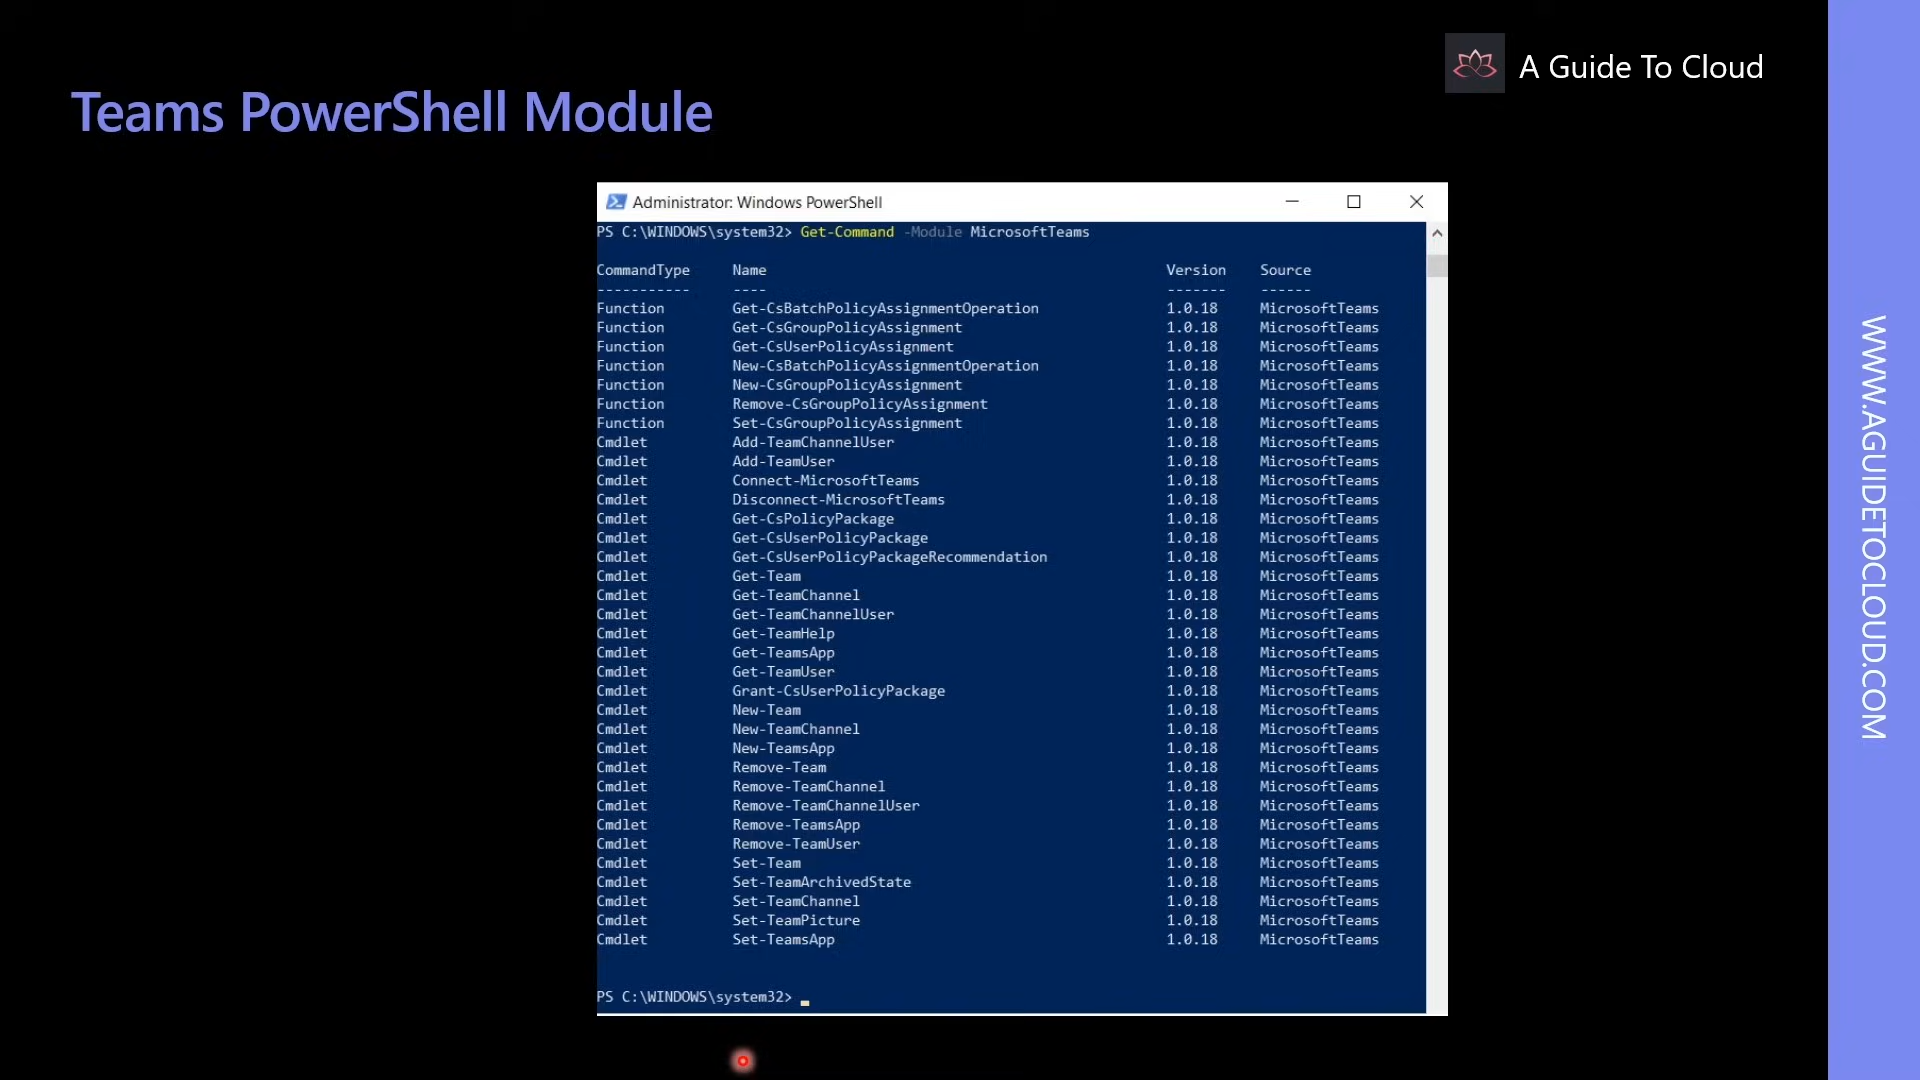 A Guide To Cloud
Teams PowerShell Module
Administrator: Windows PowerShell
PS C:\WINDOWS\system32> Get-Command -Module MicrosoftTeams
CommandType Name Version Source
----------- ---- ------- ------
Function Get-CsBatchPolicyAssignmentOperation 1.0.18 MicrosoftTeams
Function Get-CsGroupPolicyAssignment 1.0.18 MicrosoftTeams
Function Get-CsUserPolicyAssignment 1.0.18 MicrosoftTeams
Function New-CsBatchPolicyAssignmentOperation 1.0.18 MicrosoftTeams
Function New-CsGroupPolicyAssignment 1.0.18 MicrosoftTeams
Function Remove-CsGroupPolicyAssignment 1.0.18 MicrosoftTeams
Function Set-CsGroupPolicyAssignment 1.0.18 MicrosoftTeams
Cmdlet Add-TeamChannelUser 1.0.18 MicrosoftTeams
Cmdlet Add-TeamUser 1.0.18 MicrosoftTeams
Cmdlet Connect-MicrosoftTeams 1.0.18 MicrosoftTeams
Cmdlet Disconnect-MicrosoftTeams 1.0.18 MicrosoftTeams
Cmdlet Get-CsPolicyPackage 1.0.18 MicrosoftTeams
Cmdlet Get-CsUserPolicyPackage 1.0.18 MicrosoftTeams
Cmdlet Get-CsUserPolicyPackageRecommendation 1.0.18 MicrosoftTeams
Cmdlet Get-Team 1.0.18 MicrosoftTeams
Cmdlet Get-TeamChannel 1.0.18 MicrosoftTeams
Cmdlet Get-TeamChannelUser 1.0.18 MicrosoftTeams
Cmdlet Get-TeamHelp 1.0.18 MicrosoftTeams
Cmdlet Get-TeamsApp 1.0.18 MicrosoftTeams
Cmdlet Get-TeamUser 1.0.18 MicrosoftTeams
Cmdlet Grant-CsUserPolicyPackage 1.0.18 MicrosoftTeams
Cmdlet New-Team 1.0.18 MicrosoftTeams
Cmdlet New-TeamChannel 1.0.18 MicrosoftTeams
Cmdlet New-TeamsApp 1.0.18 MicrosoftTeams
Cmdlet Remove-Team 1.0.18 MicrosoftTeams
Cmdlet Remove-TeamChannel 1.0.18 MicrosoftTeams
Cmdlet Remove-TeamChannelUser 1.0.18 MicrosoftTeams
Cmdlet Remove-TeamsApp 1.0.18 MicrosoftTeams
Cmdlet Remove-TeamUser 1.0.18 MicrosoftTeams
Cmdlet Set-Team 1.0.18 MicrosoftTeams
Cmdlet Set-TeamArchivedState 1.0.18 MicrosoftTeams
Cmdlet Set-TeamChannel 1.0.18 MicrosoftTeams
Cmdlet Set-TeamPicture 1.0.18 MicrosoftTeams
Cmdlet Set-TeamsApp 1.0.18 MicrosoftTeams
PS C:\WINDOWS\system32>
WWW.AGUIDETOCLOUD.COM